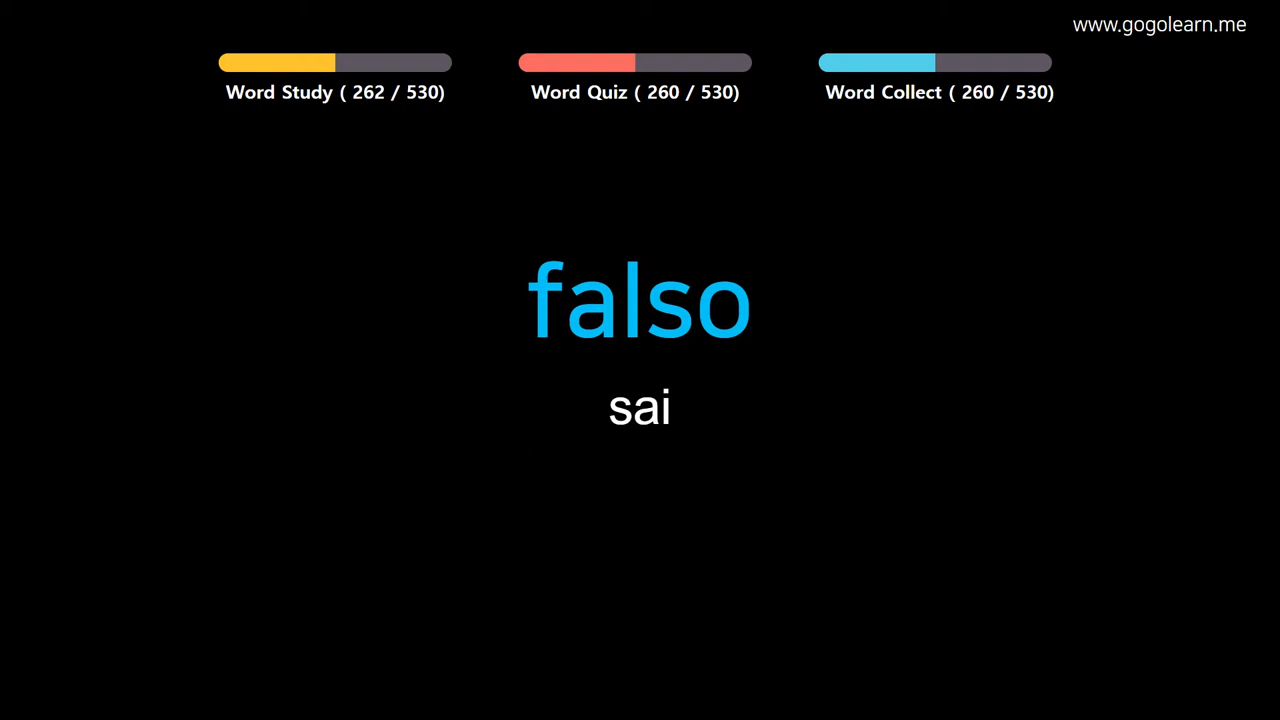 www.gogolearn.me
Word Study ( 262 / 530)
Word Quiz ( 260 / 530)
Word Collect ( 260 / 530)
falso
sai